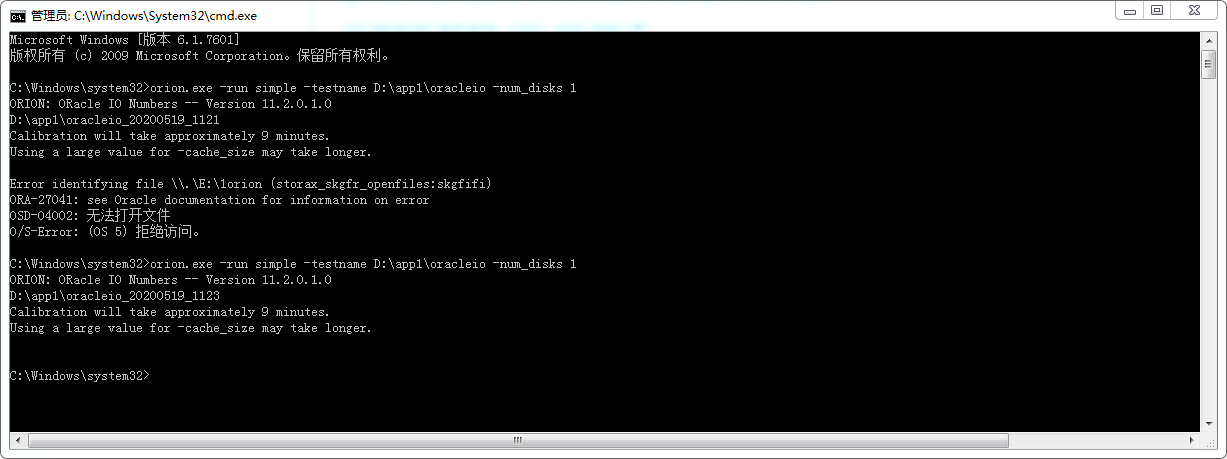 管理员: C:\Windows\System32\cmd.exe
Microsoft Windows [版本 6.1.7601]
版权所有 (c) 2009 Microsoft Corporation。保留所有权利。
C:\Windows\system32>orion.exe -run simple -testname D:\app1\oracleio -num_disks 1
ORION: ORacle IO Numbers -- Version 11.2.0.1.0
D:\app1\oracleio_20200519_1121
Calibration will take approximately 9 minutes.
Using a large value for -cache_size may take longer.
Error identifying file \\.\E:\1orion (storax_skgfr_openfiles:skgfifi)
ORA-27041: see Oracle documentation for information on error
OSD-04002: 无法打开文件
O/S-Error: (OS 5) 拒绝访问。
C:\Windows\system32>orion.exe -run simple -testname D:\app1\oracleio -num_disks 1
ORION: ORacle IO Numbers -- Version 11.2.0.1.0
D:\app1\oracleio_20200519_1123
Calibration will take approximately 9 minutes.
Using a large value for -cache_size may take longer.
C:\Windows\system32>